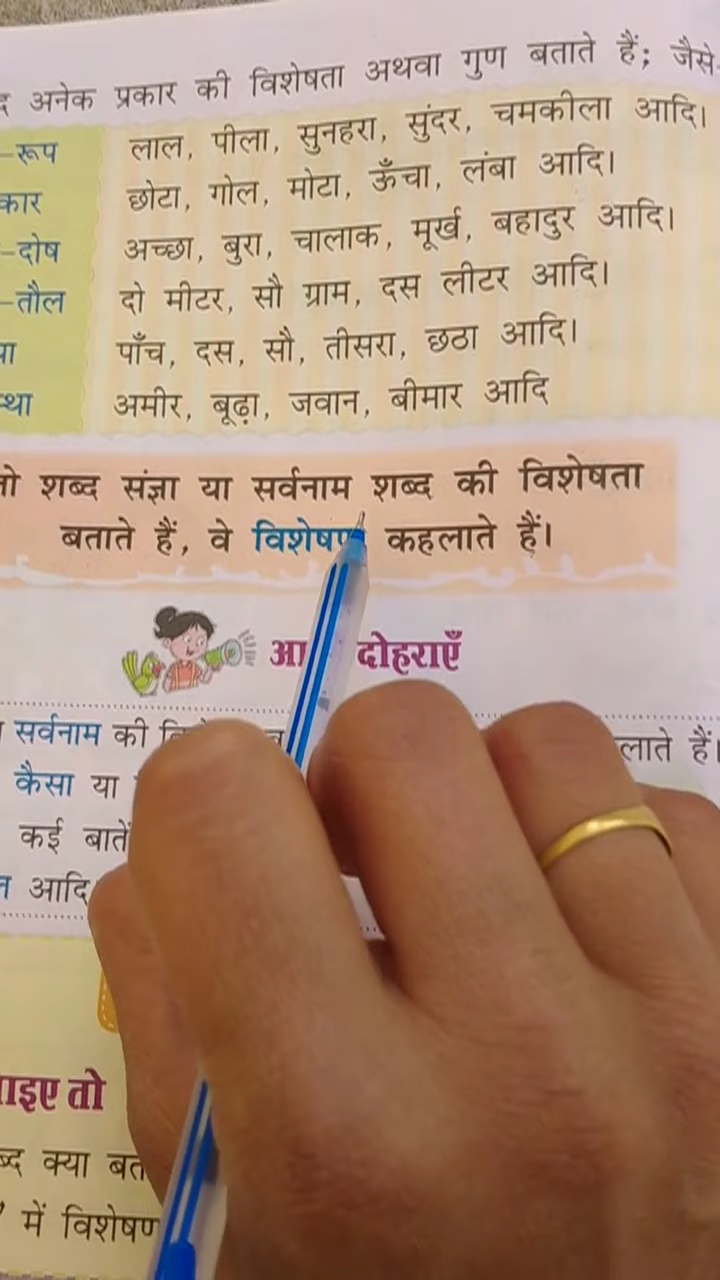 अनेक प्रकार की विशेषता अथवा गुण बताते हैं; जैसे-
-रूप लाल, पीला, सुनहरा, सुंदर, चमकीला आदि।
कार छोटा, गोल, मोटा, ऊँचा, लंबा आदि।
-दोष अच्छा, बुरा, चालाक, मूर्ख, बहादुर आदि।
-तौल दो मीटर, सौ ग्राम, दस लीटर आदि।
पाँच, दस, सौ, तीसरा, छठा आदि।
स्था अमीर, बूढ़ा, जवान, बीमार आदि
शब्द संज्ञा या सर्वनाम शब्द की विशेषता
बताते हैं, वे विशेषण कहलाते हैं।
दोहराएँ
सर्वनाम की लाते हैं।
कैसा या
कई बातें
आदि
इए तो
क्या
में विशेषण